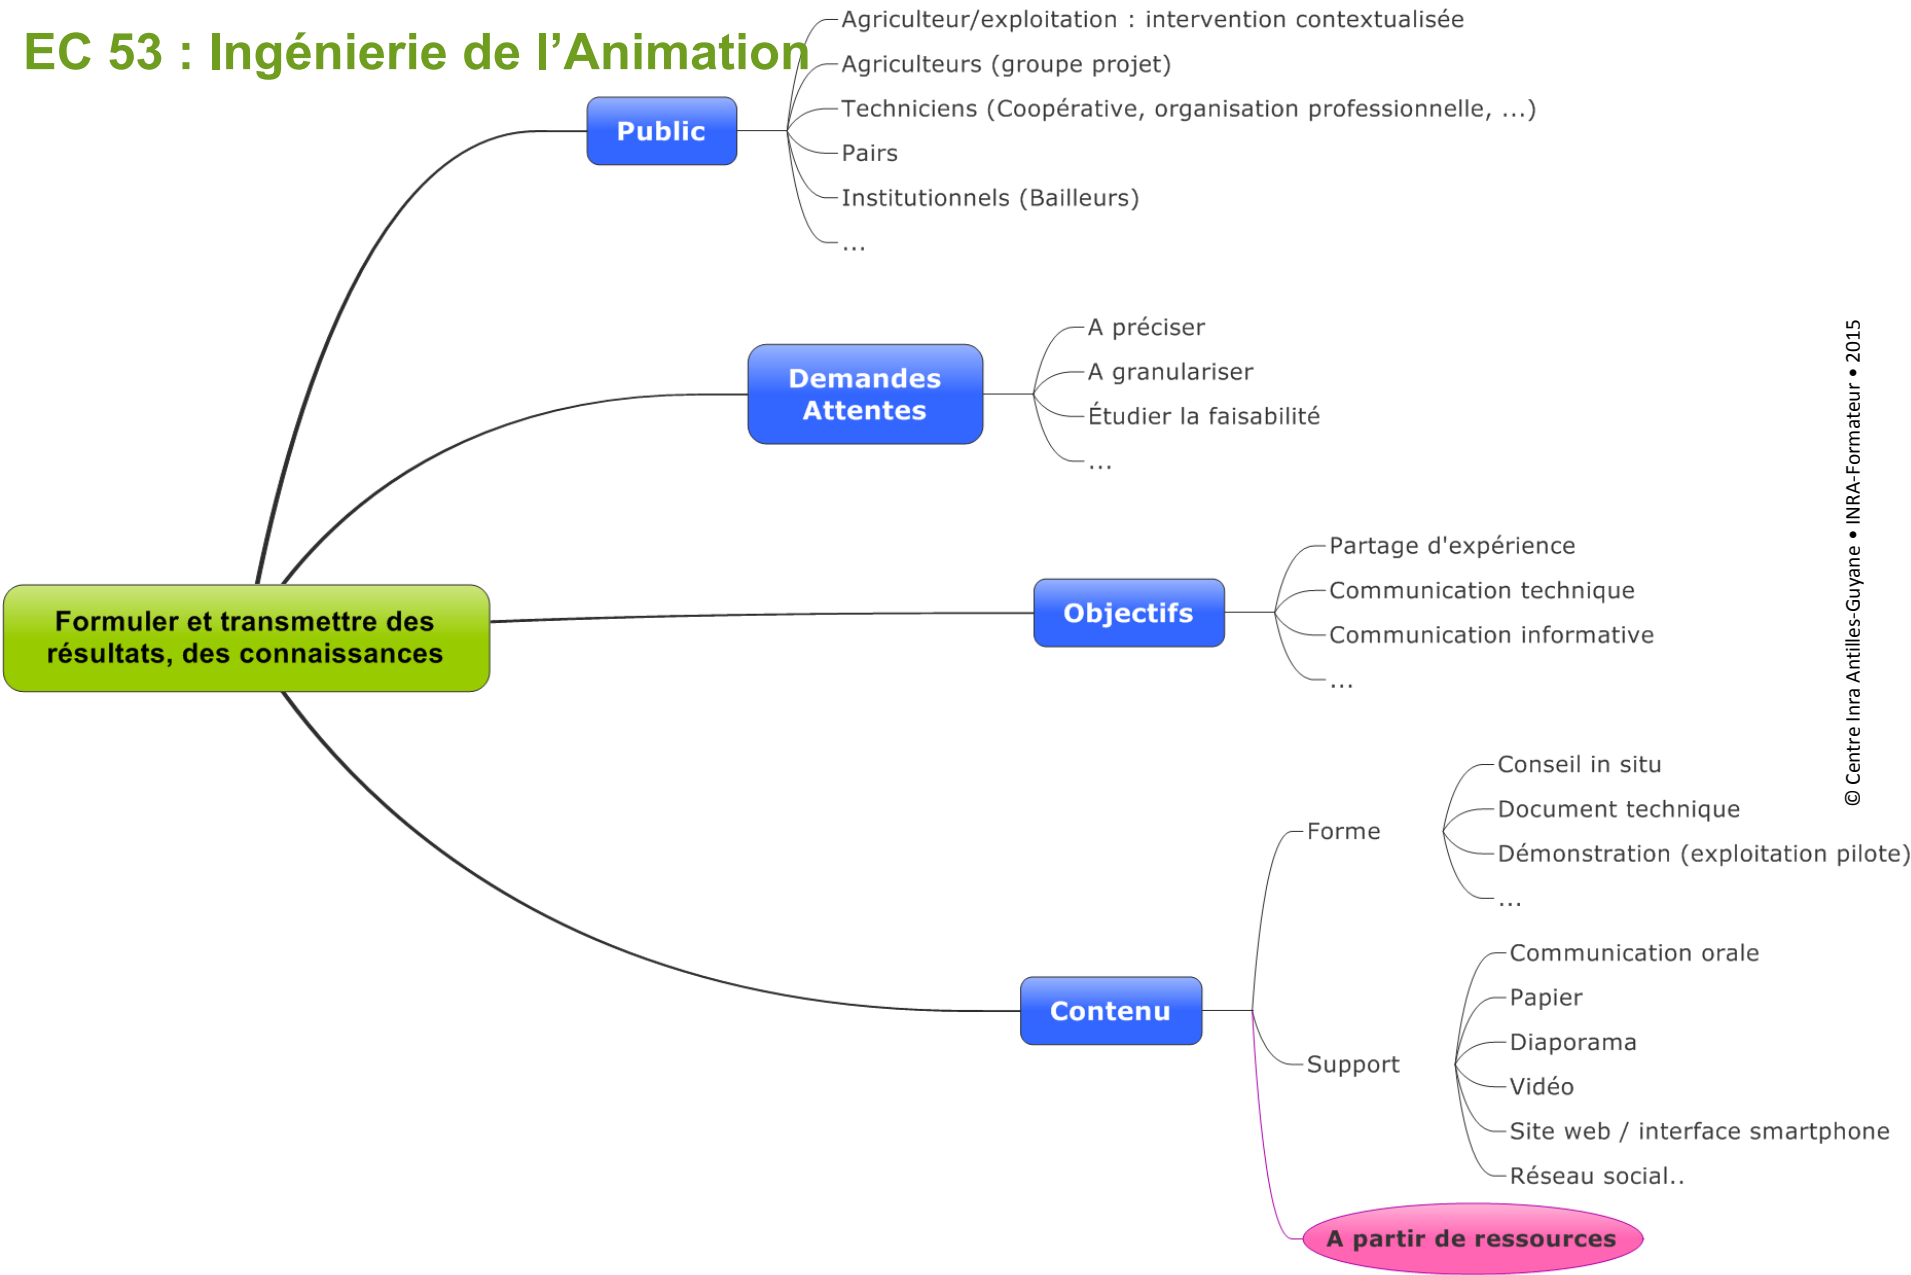 EC 53 : Ingénierie de l’Animation
Public
Agriculteur/exploitation : intervention contextualisée
Agriculteurs (groupe projet)
Techniciens (Coopérative, organisation professionnelle, ...)
Pairs
Institutionnels (Bailleurs)
...
Demandes
Attentes
A préciser
A granulariser
Étudier la faisabilité
...
Formuler et transmettre des
résultats, des connaissances
Objectifs
Partage d'expérience
Communication technique
Communication informative
...
Contenu
Forme
Conseil in situ
Document technique
Démonstration (exploitation pilote)
...
Support
Communication orale
Papier
Diaporama
Vidéo
Site web / interface smartphone
Réseau social..
A partir de ressources
© Centre Inra Antilles-Guyane • INRA-Formateur • 2015